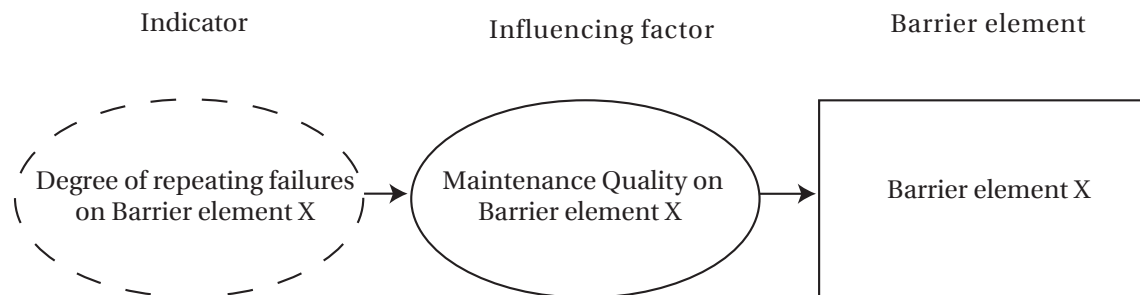 Indicator
Influencing factor
Barrier element
Degree of repeating failures
on Barrier element X
Maintenance Quality on
Barrier element X
Barrier element X